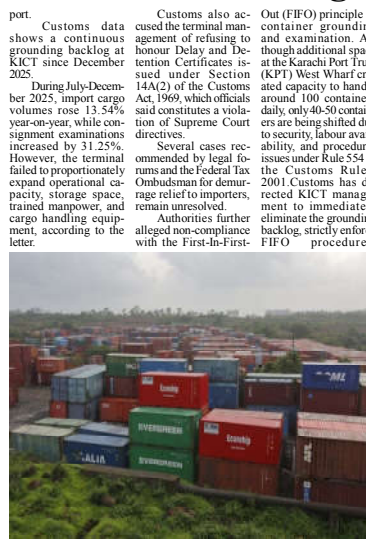 port.
Customs data
shows a continuous
grounding backlog at
KICT since December
2025.
During July-Decem-
ber 2025, import cargo
volumes rose 13.54%
year-on-year, while con-
signment examinations
increased by 31.25%.
However, the terminal
failed to proportionately
expand operational ca-
pacity, storage space,
trained manpower, and
cargo handling equip-
ment, according to the
letter.
Customs also ac-
cused the terminal man-
agement of refusing to
honour Delay and De-
tention Certificates is-
sued under Section
14A(2) of the Customs
Act, 1969, which officials
said constitutes a viola-
tion of Supreme Court
directives.
Several cases rec-
ommended by legal fo-
rums and the Federal Tax
Ombudsman for demur-
rage relief to importers,
remain unresolved.
Authorities further
alleged non-compliance
with the First-In-First-
Out (FIFO) principle
container groundin
and examination. A
though additional spa
at the Karachi Port Tru
(KPT) West Wharf cr
ated capacity to hand
around 100 container
daily, only 40-50 contai
ers are being shifted du
to security, labour ava
ability, and procedur
issues under Rule 554
the Customs Rule
2001.Customs has d
rected KICT manag
ment to immediate
eliminate the groundin
backlog, strictly enforc
FIFO procedure
Econship
EVERGREEN
EVERGREEN
Econship